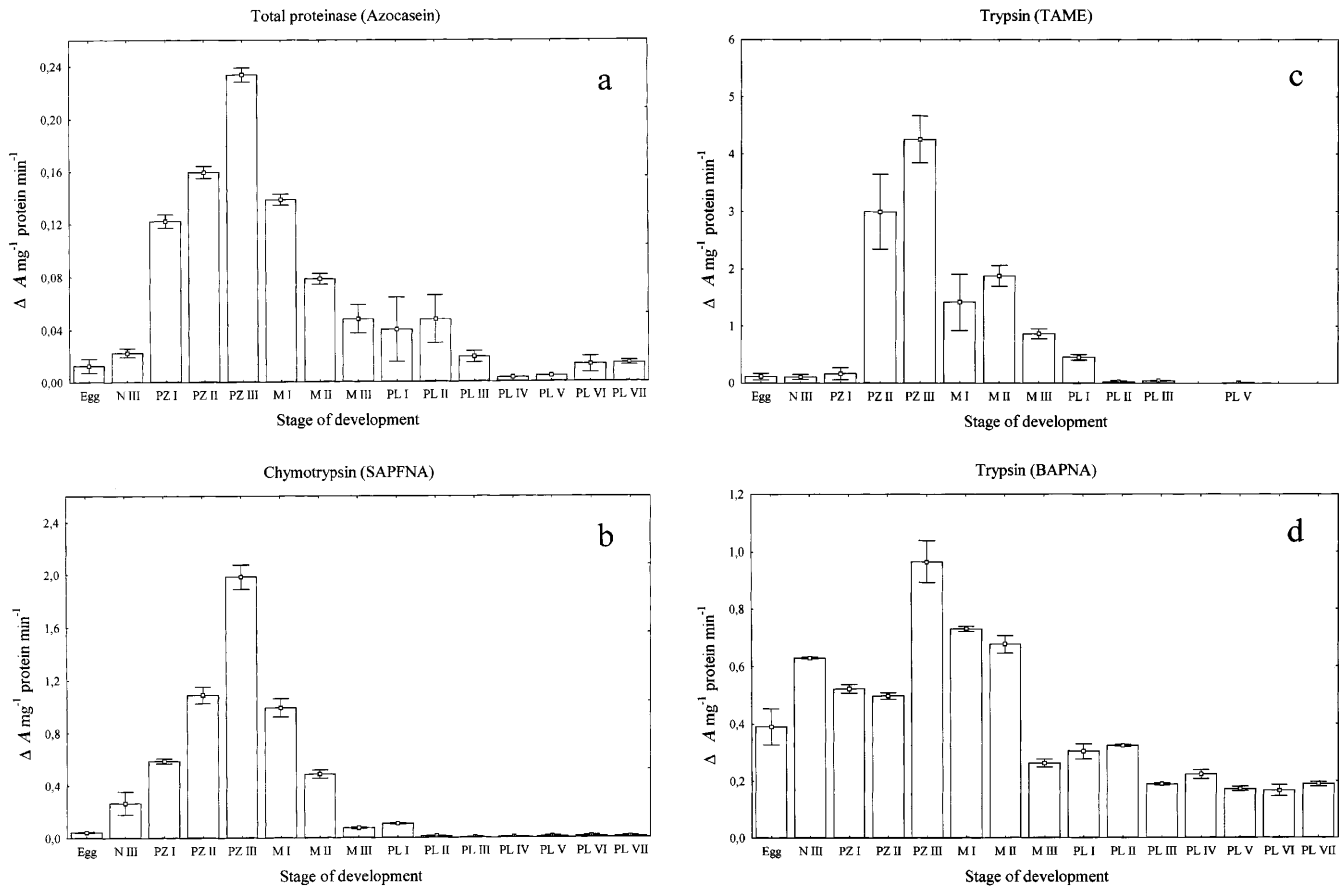 Total proteinase (Azocasein)
a
0,24
0,20
0,16
0,12
0,08
0,04
0,00
Δ A mg-1 protein min-1
Egg N III PZ I PZ II PZ III M I M II M III PL I PL II PL III PL IV PL V PL VI PL VII
Stage of development
Trypsin (TAME)
c
6
5
4
3
2
1
0
Δ A mg-1 protein min-1
Egg N III PZ I PZ II PZ III M I M II M III PL I PL II PL III PL V
Stage of development
Chymotrypsin (SAPFNA)
b
2,4
2,0
1,6
1,2
0,8
0,4
0,0
Δ A mg-1 protein min-1
Egg N III PZ I PZ II PZ III M I M II M III PL I PL II PL III PL IV PL V PL VI PL VII
Stage of development
Trypsin (BAPNA)
d
1,2
1,0
0,8
0,6
0,4
0,2
0,0
Δ A mg-1 protein min-1
Egg N III PZ I PZ II PZ III M I M II M III PL I PL II PL III PL IV PL V PL VI PL VII
Stage of development